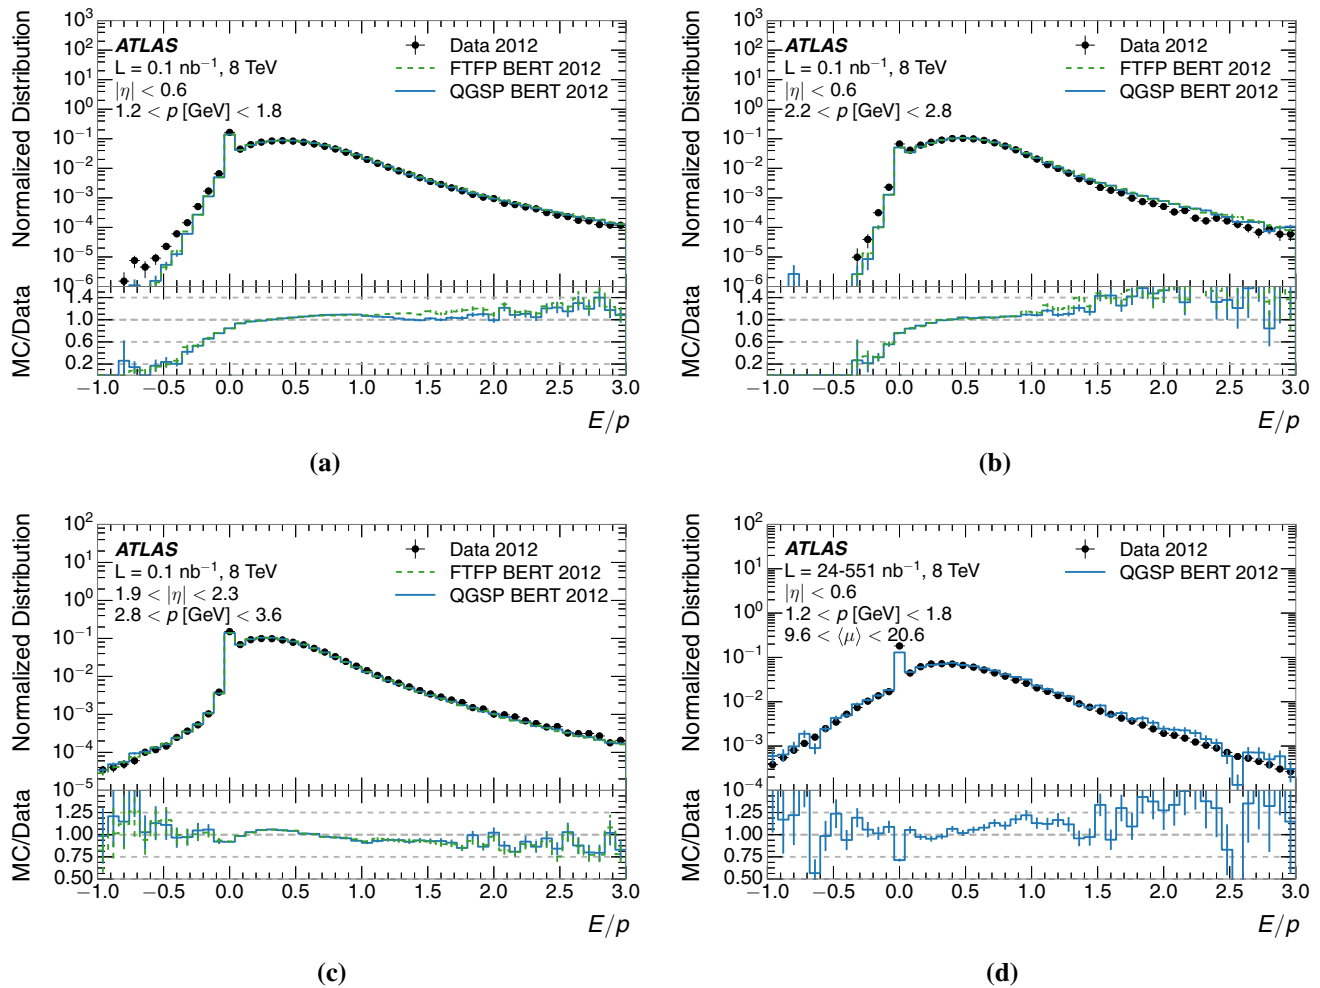 10³
10²
10¹
10⁰
10⁻¹
10⁻²
10⁻³
10⁻⁴
10⁻⁵
10⁻⁶
Normalized Distribution
ATLAS
L = 0.1 nb⁻¹, 8 TeV
|η| < 0.6
1.2 < p [GeV] < 1.8
Data 2012
FTFP BERT 2012
QGSP BERT 2012
MC/Data
1.4
1.0
0.6
0.2
−1.0 −0.5 0.0 0.5 1.0 1.5 2.0 2.5 3.0
E/p
(a)
10³
10²
10¹
10⁰
10⁻¹
10⁻²
10⁻³
10⁻⁴
10⁻⁵
10⁻⁶
Normalized Distribution
ATLAS
L = 0.1 nb⁻¹, 8 TeV
|η| < 0.6
2.2 < p [GeV] < 2.8
Data 2012
FTFP BERT 2012
QGSP BERT 2012
MC/Data
1.4
1.0
0.6
0.2
−1.0 −0.5 0.0 0.5 1.0 1.5 2.0 2.5 3.0
E/p
(b)
10²
10¹
10⁰
10⁻¹
10⁻²
10⁻³
10⁻⁴
10⁻⁵
Normalized Distribution
ATLAS
L = 0.1 nb⁻¹, 8 TeV
1.9 < |η| < 2.3
2.8 < p [GeV] < 3.6
Data 2012
FTFP BERT 2012
QGSP BERT 2012
MC/Data
1.25
1.00
0.75
0.50
−1.0 −0.5 0.0 0.5 1.0 1.5 2.0 2.5 3.0
E/p
(c)
10²
10¹
10⁰
10⁻¹
10⁻²
10⁻³
10⁻⁴
Normalized Distribution
ATLAS
L = 24-551 nb⁻¹, 8 TeV
|η| < 0.6
1.2 < p [GeV] < 1.8
9.6 < ⟨μ⟩ < 20.6
Data 2012
QGSP BERT 2012
MC/Data
1.25
1.00
0.75
0.50
−1.0 −0.5 0.0 0.5 1.0 1.5 2.0 2.5 3.0
E/p
(d)